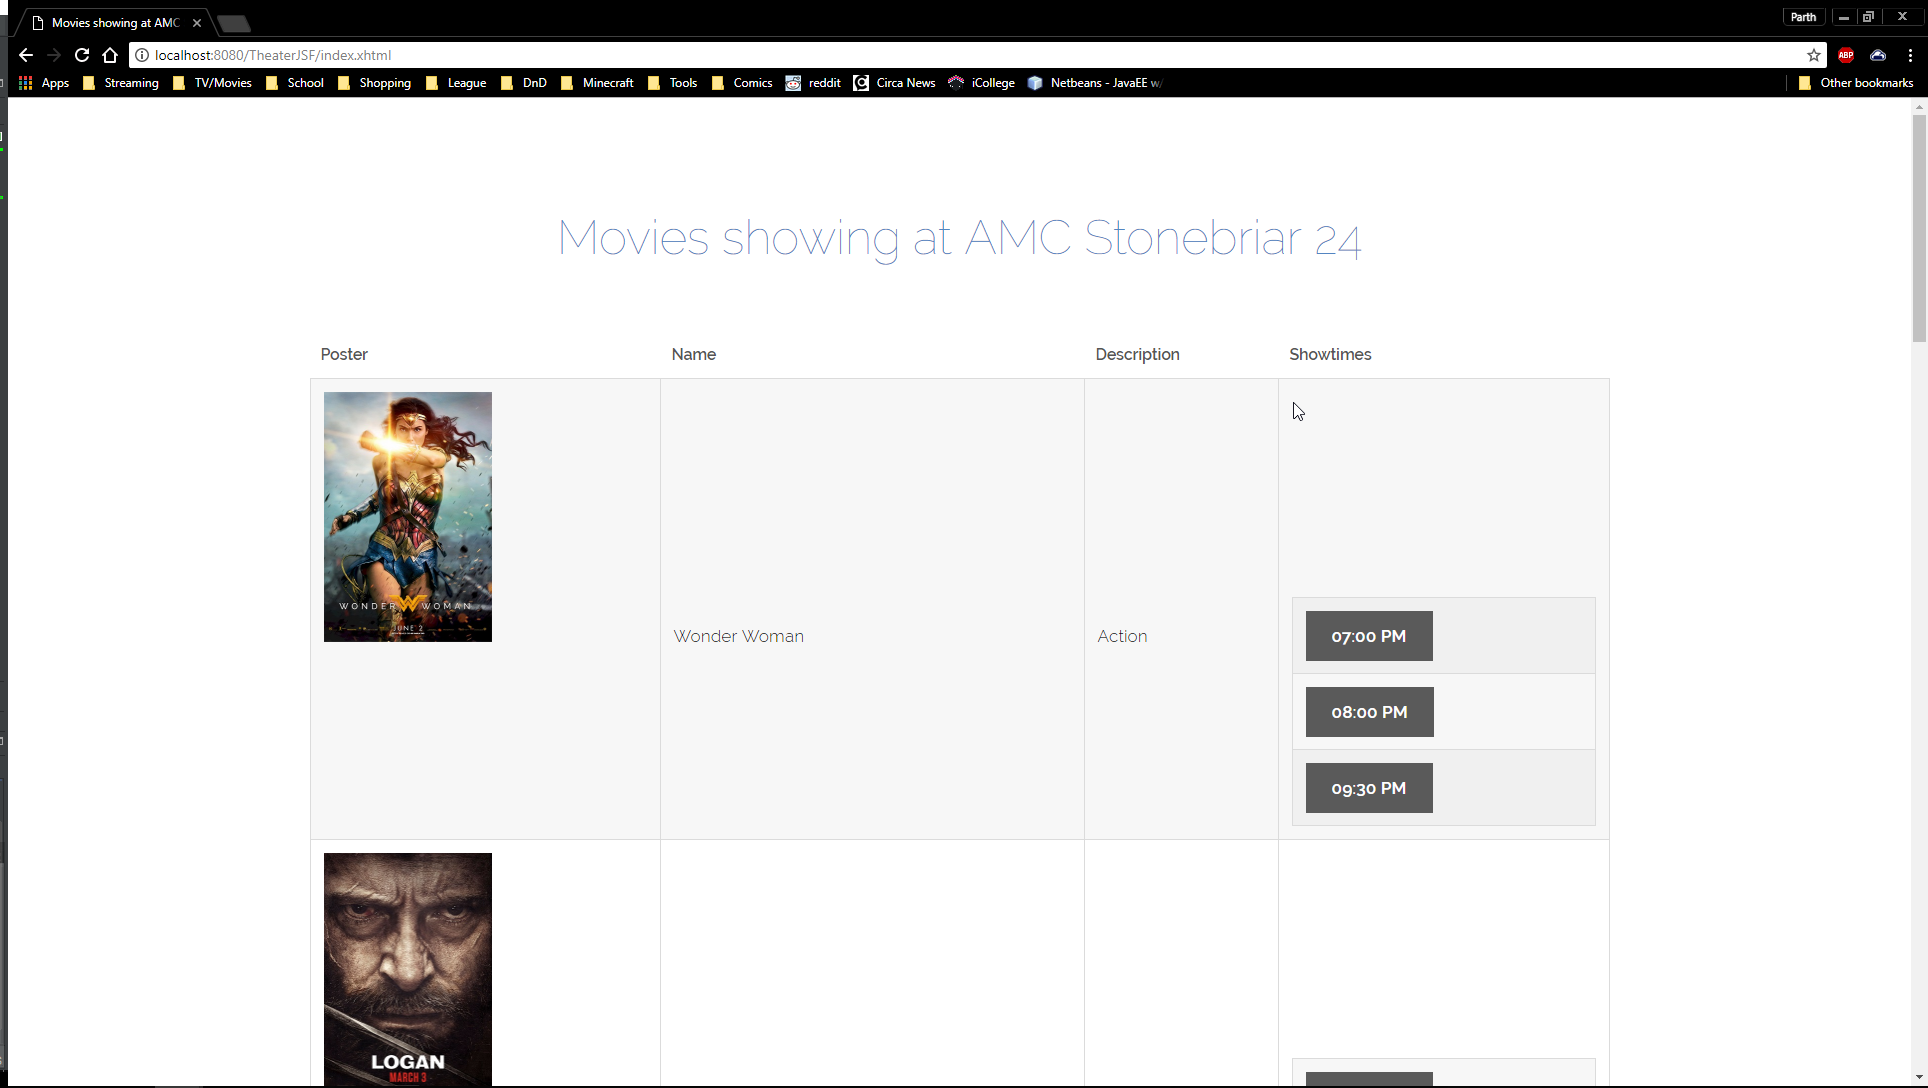 Movies showing at AMC
Parth
localhost:8080/TheaterJSF/index.xhtml
ABP
Apps Streaming TV/Movies School Shopping League DnD Minecraft Tools Comics reddit Circa News iCollege Netbeans - JavaEE w/ Other bookmarks
Movies showing at AMC Stonebriar 24
Poster Name Description Showtimes
WONDER WOMAN
JUNE 2
Wonder Woman Action 07:00 PM
08:00 PM
09:30 PM
LOGAN
MARCH 3